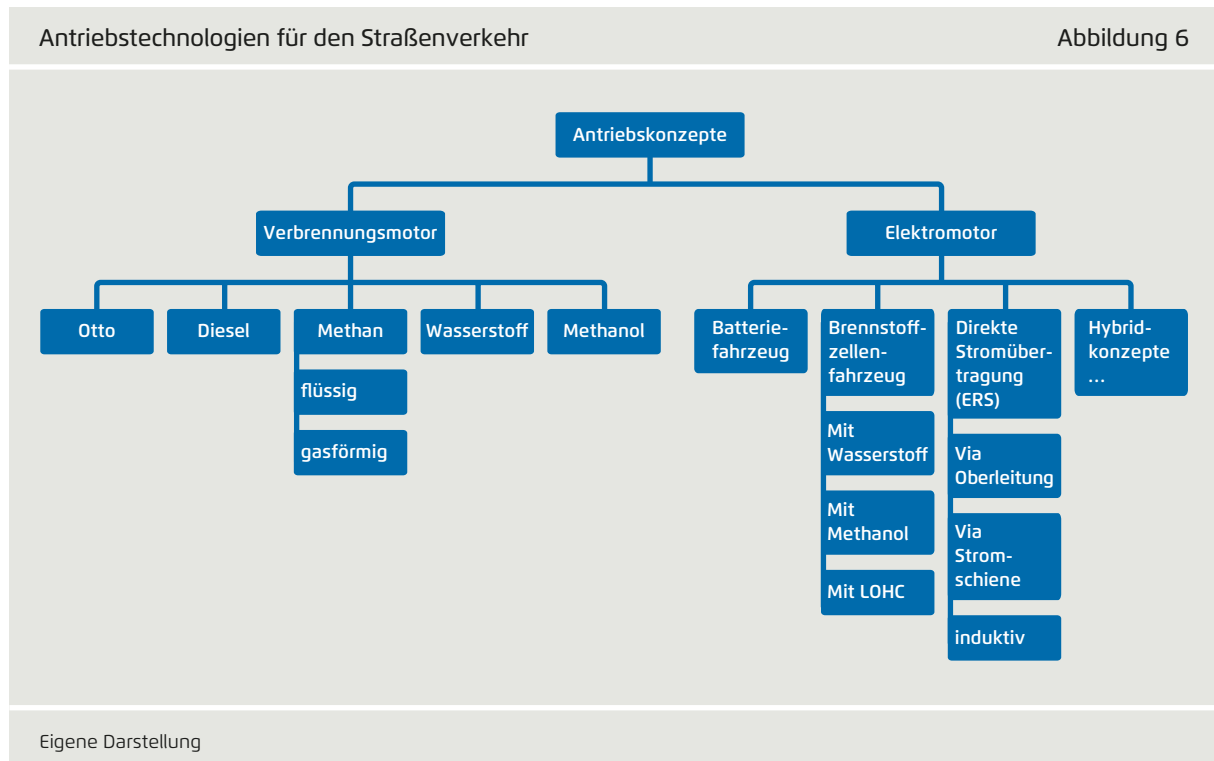 Antriebstechnologien für den Straßenverkehr
Abbildung 6
Antriebskonzepte
Verbrennungsmotor
Elektromotor
Otto
Diesel
Methan
Wasserstoff
Methanol
flüssig
gasförmig
Batterie-
fahrzeug
Brennstoff-
zellen-
fahrzeug
Mit
Wasserstoff
Mit
Methanol
Mit LOHC
Direkte
Stromüber-
tragung
(ERS)
Via
Oberleitung
Via
Strom-
schiene
induktiv
Hybrid-
konzepte
...
Eigene Darstellung